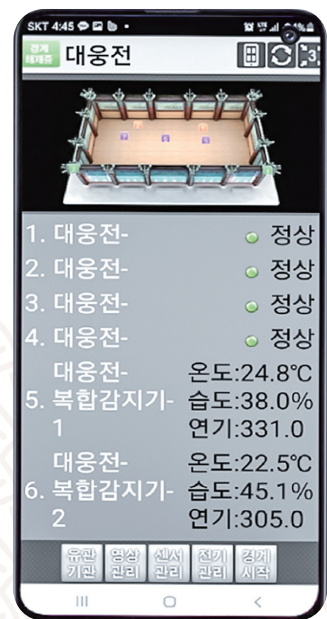 SKT 4:45
경계
해제중
대웅전
1. 대웅전-
정상
2. 대웅전-
정상
3. 대웅전-
정상
4. 대웅전-
정상
대웅전-
온도:24.8℃
5. 복합감지기-
습도:38.0%
1
연기:331.0
대웅전-
온도:22.5℃
6. 복합감지기-
습도:45.1%
2
연기:305.0
유관
기관
영상
관리
센서
관리
전기
관리
경계
시작